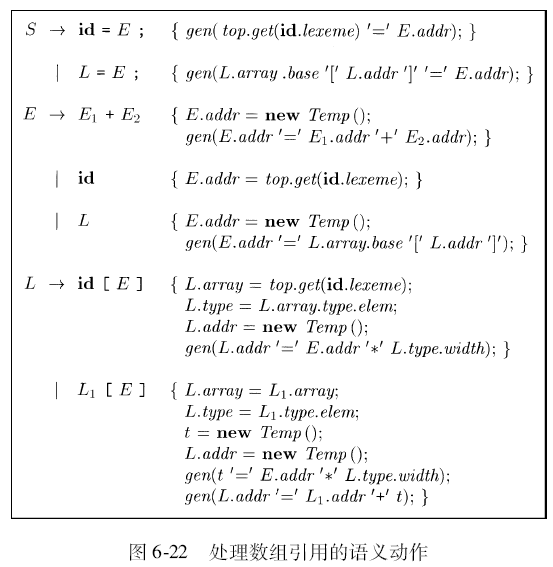 S → id = E ; { gen( top.get(id.lexeme) '=' E.addr); }
| L = E ; { gen(L.array .base '[' L.addr ']' '=' E.addr); }
E → E₁ + E₂ { E.addr = new Temp ();
gen(E.addr '=' E₁.addr '+' E₂.addr); }
| id { E.addr = top.get(id.lexeme); }
| L { E.addr = new Temp ();
gen(E.addr '=' L.array.base '[' L.addr ']'); }
L → id [ E ] { L.array = top.get(id.lexeme);
L.type = L.array.type.elem;
L.addr = new Temp ();
gen(L.addr '=' E.addr '*' L.type.width); }
| L₁ [ E ] { L.array = L₁.array;
L.type = L₁.type.elem;
t = new Temp ();
L.addr = new Temp ();
gen(t '=' E.addr '*' L.type.width);
gen(L.addr '=' L₁.addr '+' t); }
图 6-22 处理数组引用的语义动作